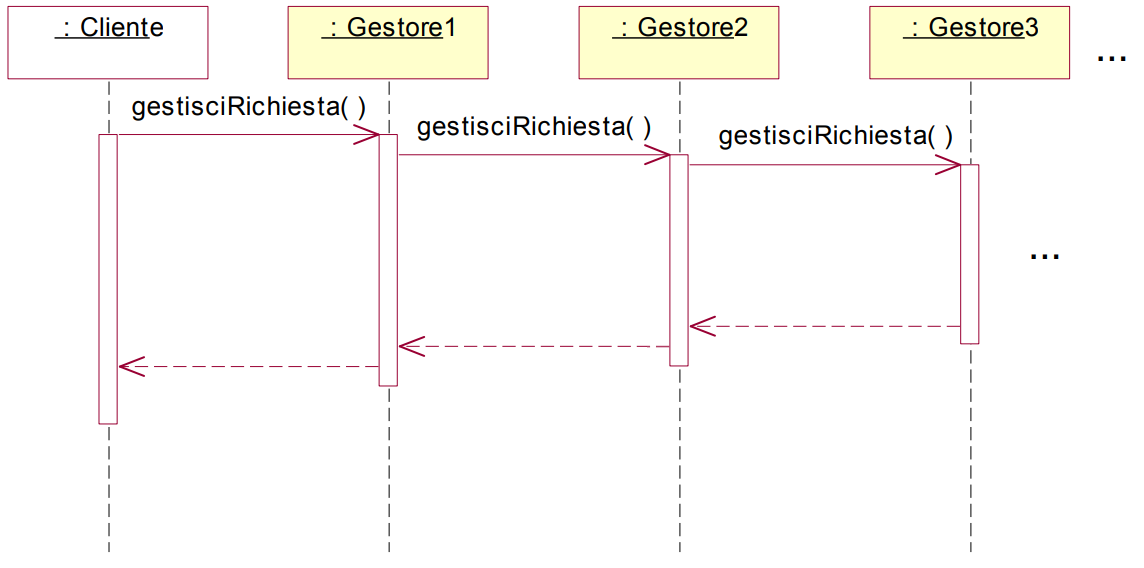 : Cliente
: Gestore1
: Gestore2
: Gestore3
...
gestisciRichiesta( )
gestisciRichiesta( )
gestisciRichiesta( )
...